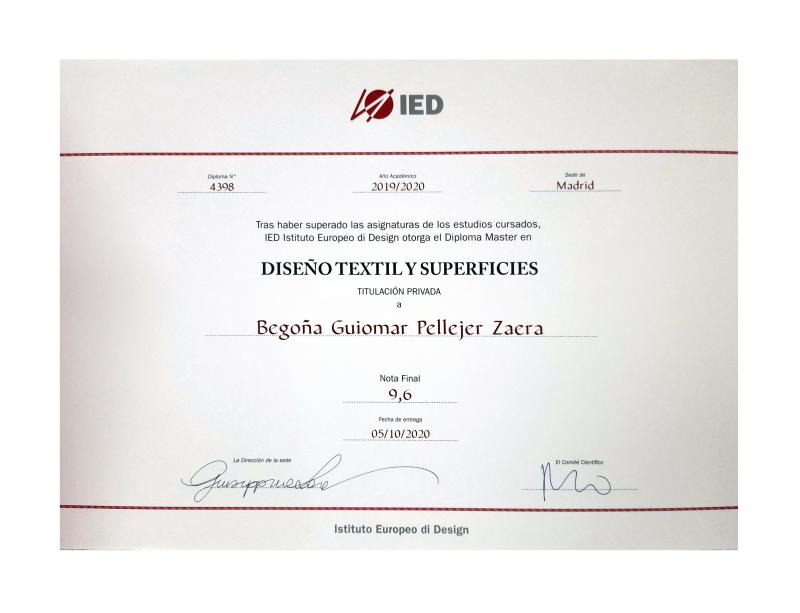 IED
Diploma N°
4398
Año Académico
2019/2020
Sede de
Madrid
Tras haber superado las asignaturas de los estudios cursados,
IED Istituto Europeo di Design otorga el Diploma Master en
DISEÑO TEXTIL Y SUPERFICIES
TITULACIÓN PRIVADA
a
Begoña Guiomar Pellejer Zaera
Nota Final
9,6
Fecha de entrega
05/10/2020
La Dirección de la sede
El Comité Científico
Istituto Europeo di Design